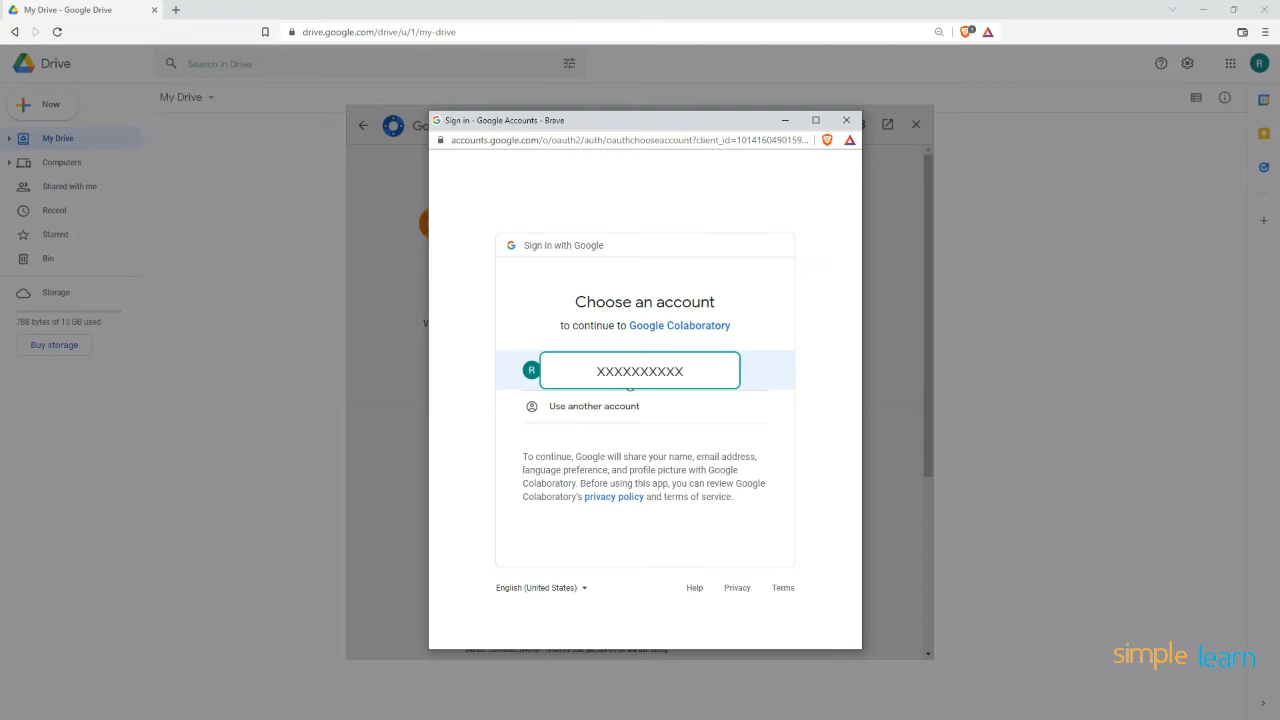 My Drive - Google Drive
drive.google.com/drive/u/1/my-drive
Drive
Search in Drive
R
New
My Drive
My Drive
Computers
Shared with me
Recent
Starred
Bin
Storage
788 bytes of 15 GB used
Buy storage
Sign in - Google Accounts - Brave
accounts.google.com/o/oauth2/auth/oauthchooseaccount?client_id=1014160490159...
Sign in with Google
Choose an account
to continue to Google Colaboratory
R
XXXXXXXXXX
Use another account
To continue, Google will share your name, email address,
language preference, and profile picture with Google
Colaboratory. Before using this app, you can review Google
Colaboratory's privacy policy and terms of service.
English (United States)
Help
Privacy
Terms
simple learn